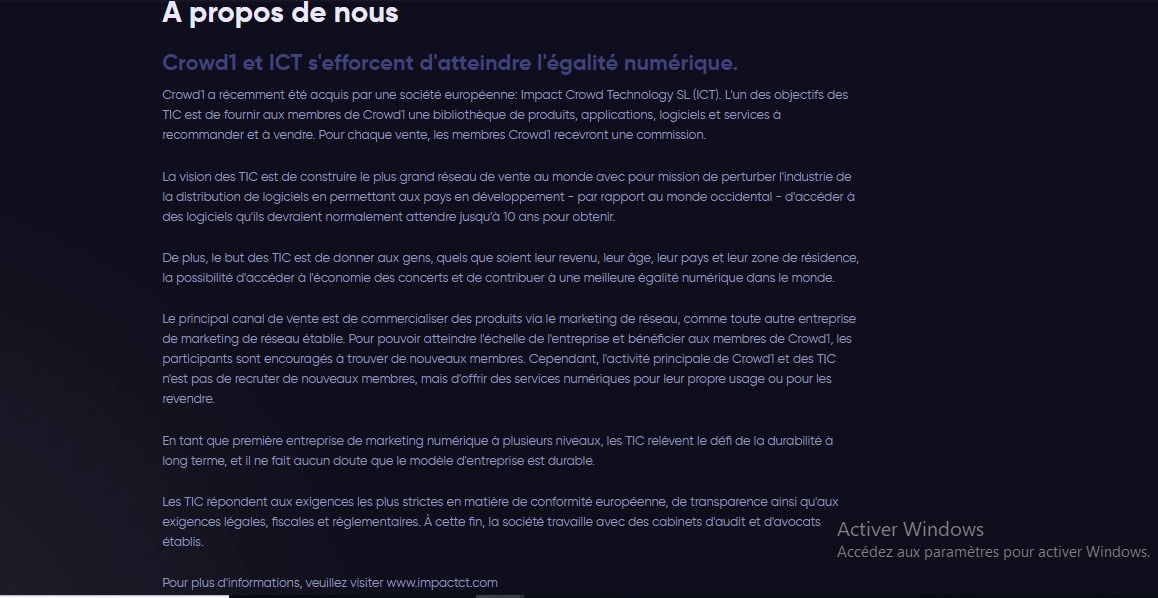 À propos de nous
Crowd1 et ICT s'efforcent d'atteindre l'égalité numérique.
Crowd1 a récemment été acquis par une société européenne: Impact Crowd Technology SL (ICT). L'un des objectifs des
TIC est de fournir aux membres de Crowd1 une bibliothèque de produits, applications, logiciels et services à
recommander et à vendre. Pour chaque vente, les membres Crowd1 recevront une commission.
La vision des TIC est de construire le plus grand réseau de vente au monde avec pour mission de perturber l'industrie de
la distribution de logiciels en permettant aux pays en développement - par rapport au monde occidental - d'accéder à
des logiciels qu'ils devraient normalement attendre jusqu'à 10 ans pour obtenir.
De plus, le but des TIC est de donner aux gens, quels que soient leur revenu, leur âge, leur pays et leur zone de résidence,
la possibilité d'accéder à l'économie des concerts et de contribuer à une meilleure égalité numérique dans le monde.
Le principal canal de vente est de commercialiser des produits via le marketing de réseau, comme toute autre entreprise
de marketing de réseau établie. Pour pouvoir atteindre l'échelle de l'entreprise et bénéficier aux membres de Crowd1, les
participants sont encouragés à trouver de nouveaux membres. Cependant, l'activité principale de Crowd1 et des TIC
n'est pas de recruter de nouveaux membres, mais d'offrir des services numériques pour leur propre usage ou pour les
revendre.
En tant que première entreprise de marketing numérique à plusieurs niveaux, les TIC relèvent le défi de la durabilité à
long terme, et il ne fait aucun doute que le modèle d'entreprise est durable.
Les TIC répondent aux exigences les plus strictes en matière de conformité européenne, de transparence ainsi qu'aux
exigences légales, fiscales et réglementaires. À cette fin, la société travaille avec des cabinets d'audit et d'avocats
établis.
Activer Windows
Accédez aux paramètres pour activer Windows.
Pour plus d'informations, veuillez visiter www.impactct.com